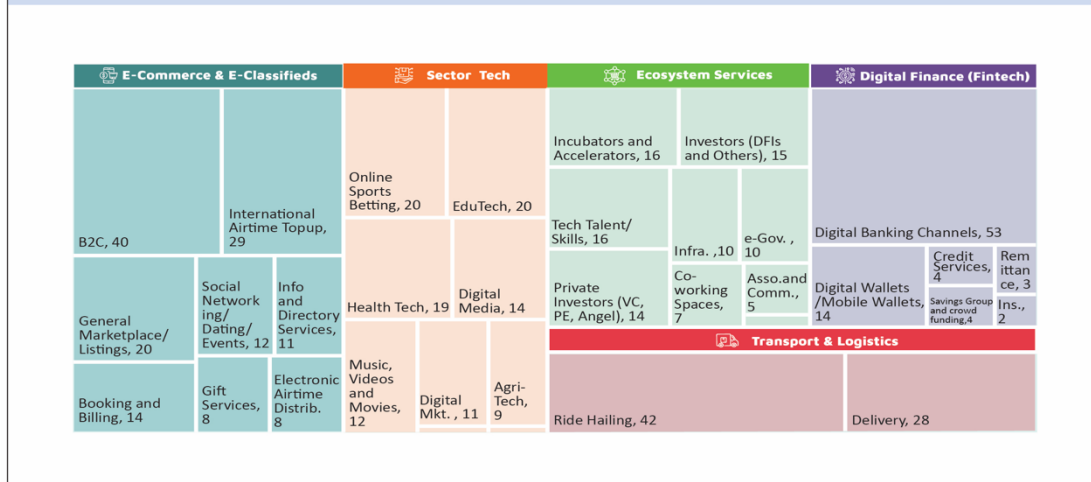 E-Commerce & E-Classifieds
B2C, 40
International
Airtime Topup,
29
General
Marketplace/
Listings, 20
Social
Network
ing/
Dating/
Events, 12
Info
and
Directory
Services,
11
Booking and
Billing, 14
Gift
Services,
8
Electronic
Airtime
Distrib.
8
Sector Tech
Online
Sports
Betting, 20
EduTech, 20
Health Tech, 19
Digital
Media, 14
Music,
Videos
and
Movies,
12
Digital
Mkt. , 11
Agri-
Tech,
9
Ecosystem Services
Incubators and
Accelerators, 16
Investors (DFIs
and Others), 15
Tech Talent/
Skills, 16
Infra. ,10
e-Gov. ,
10
Private
Investors (VC,
PE, Angel), 14
Co-
working
Spaces,
7
Asso.and
Comm.,
5
Digital Finance (Fintech)
Digital Banking Channels, 53
Digital Wallets
/Mobile Wallets,
14
Credit
Services,
4
Rem
ittan
ce, 3
Savings Group
and crowd
funding,4
Ins.,
2
Transport & Logistics
Ride Hailing, 42
Delivery, 28